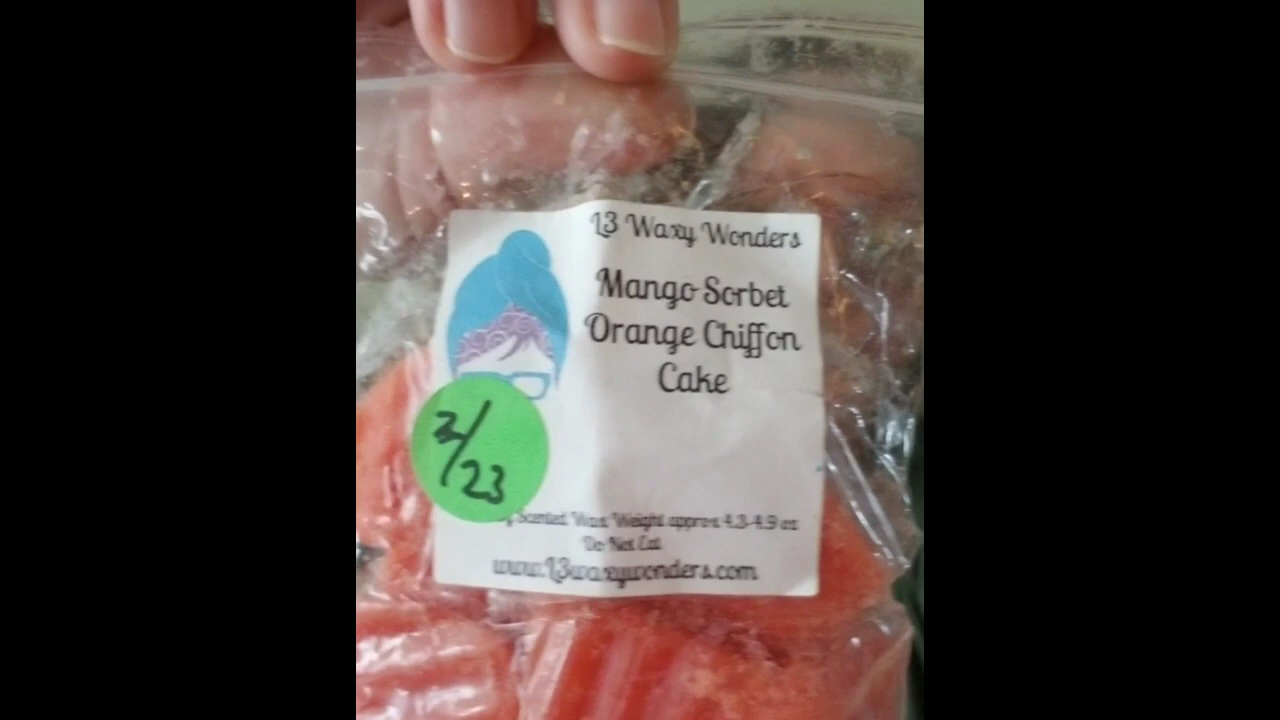 L3 Waxy Wonders
Mango Sorbet
Orange Chiffon
Cake
2/
23
Scented Wax Weight approx 4.3-4.9 oz
Do Not Eat
www.L3waxywonders.com